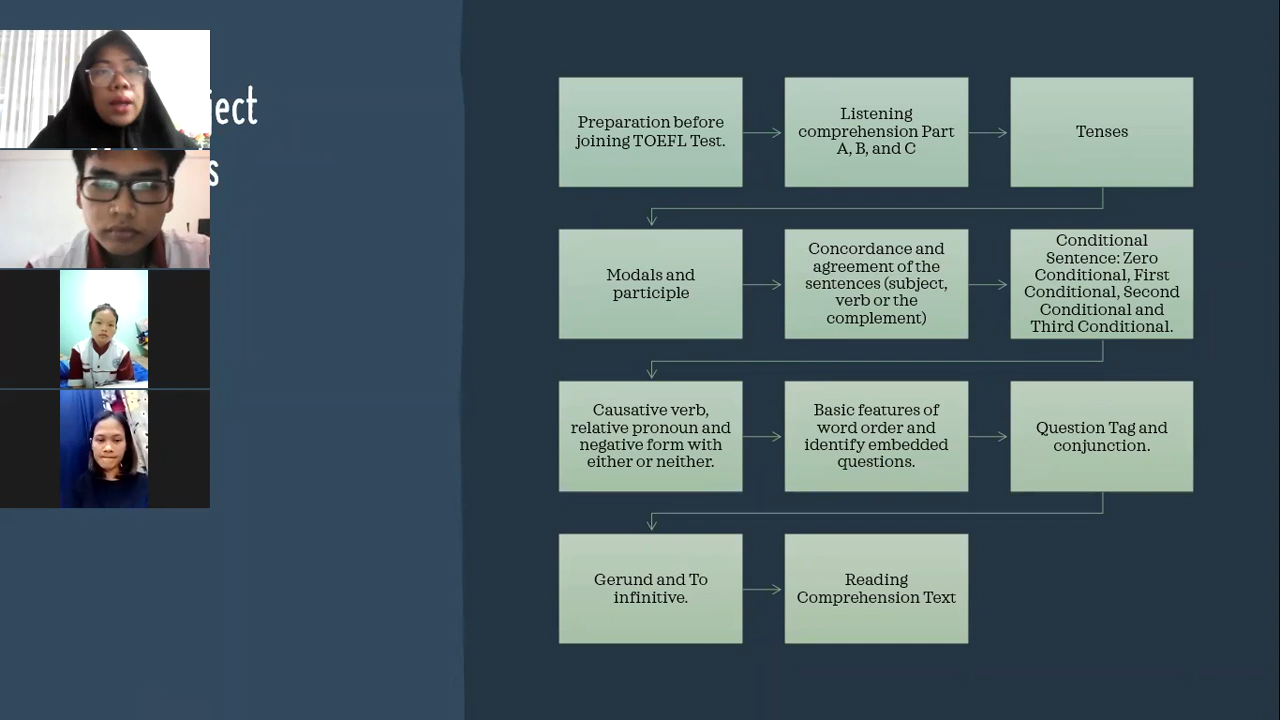 Preparation before
joining TOEFL Test.
Listening
comprehension Part
A, B, and C
Tenses
Modals and
participle
Concordance and
agreement of the
sentences (subject,
verb or the
complement)
Conditional
Sentence: Zero
Conditional, First
Conditional, Second
Conditional and
Third Conditional.
Causative verb,
relative pronoun and
negative form with
either or neither.
Basic features of
word order and
identify embedded
questions.
Question Tag and
conjunction.
Gerund and To
infinitive.
Reading
Comprehension Text